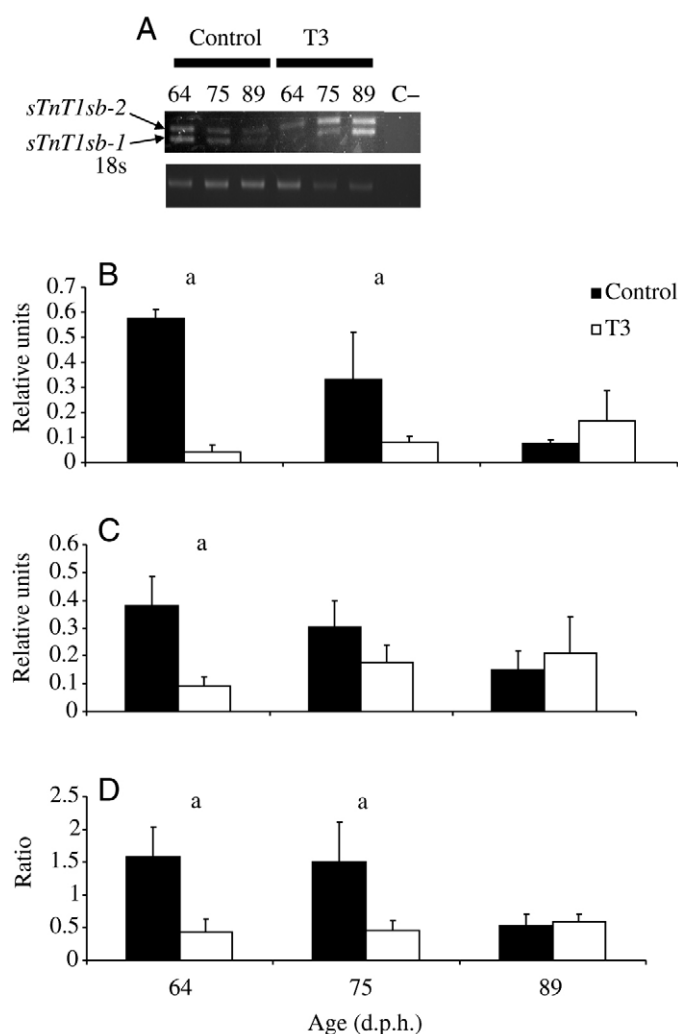 A
Control T3
64 75 89 64 75 89 C–
sTnT1sb-2
sTnT1sb-1
18s
B
a a
Relative units
0.7
0.6
0.5
0.4
0.3
0.2
0.1
0
Control
T3
C
a
Relative units
0.6
0.5
0.4
0.3
0.2
0.1
0
D
a a
Ratio
2.5
2
1.5
1
0.5
0
64 75 89
Age (d.p.h.)